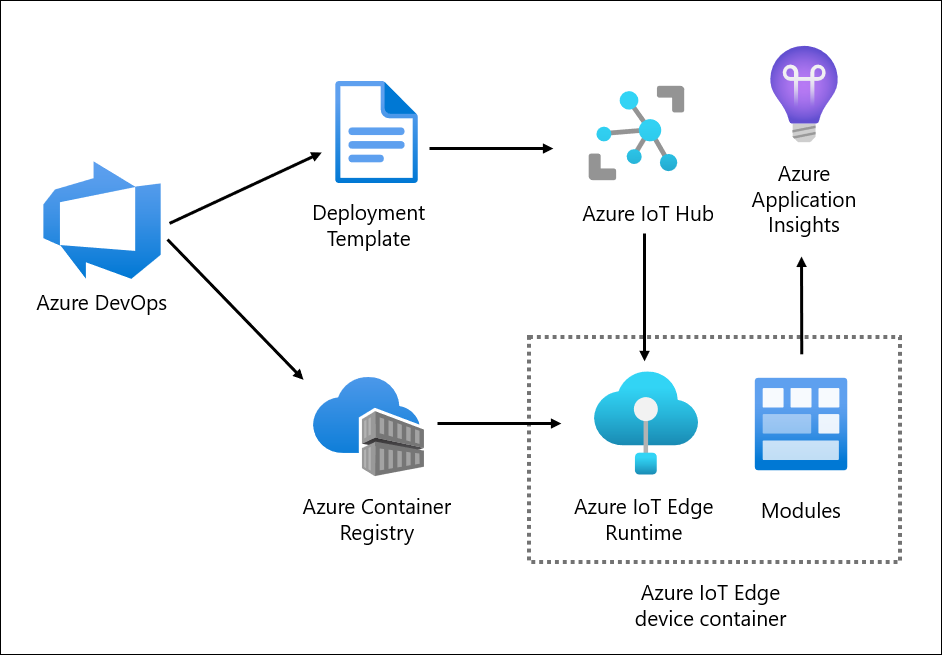 Azure DevOps
Deployment
Template
Azure IoT Hub
Azure
Application
Insights
Azure Container
Registry
Azure IoT Edge
Runtime
Modules
Azure IoT Edge
device container